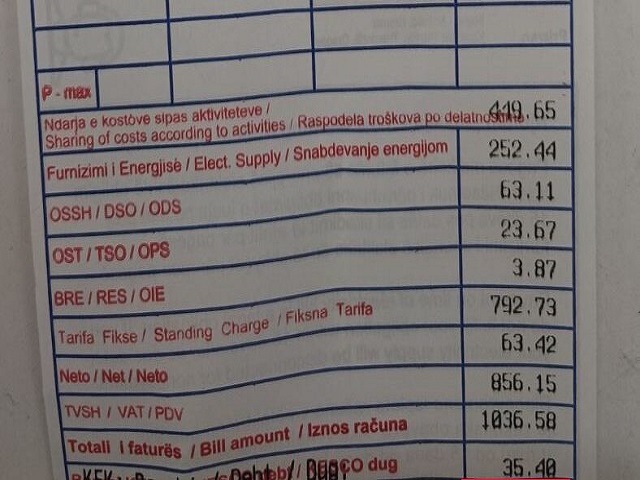 P - max
Ndarja e kostove sipas aktiviteteve /
Sharing of costs according to activities / Raspodela troškova po delatnostima 449.65
Furnizimi i Energjisë / Elect. Supply / Snabdevanje energijom 252.44
OSSH / DSO / ODS 63.11
OST / TSO / OPS 23.67
BRE / RES / OIE 3.87
Tarifa Fikse / Standing Charge / Fiksna Tarifa 792.73
Neto / Net / Neto 63.42
TVSH / VAT / PDV 856.15
Totali i faturës / Bill amount / Iznos računa 1036.58
dug 35.40